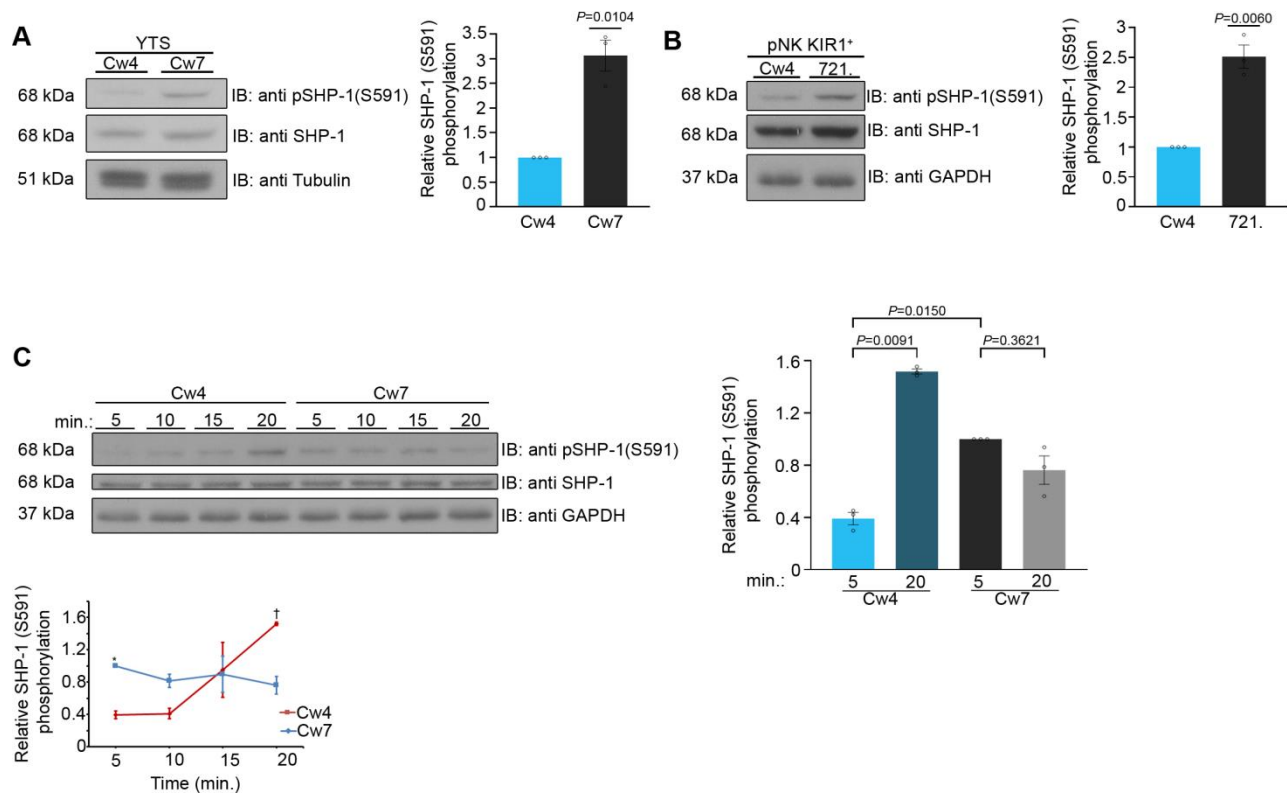 A
YTS
Cw4 Cw7
68 kDa IB: anti pSHP-1(S591)
68 kDa IB: anti SHP-1
51 kDa IB: anti Tubulin
Relative SHP-1 (S591)
phosphorylation
P=0.0104
3.5
3
2.5
2
1.5
1
0.5
0
Cw4 Cw7
B
pNK KIR1⁺
Cw4 721.
68 kDa IB: anti pSHP-1(S591)
68 kDa IB: anti SHP-1
37 kDa IB: anti GAPDH
Relative SHP-1 (S591)
phosphorylation
P=0.0060
3
2.5
2
1.5
1
0.5
0
Cw4 721.
C
Cw4 Cw7
min.: 5 10 15 20 5 10 15 20
68 kDa IB: anti pSHP-1(S591)
68 kDa IB: anti SHP-1
37 kDa IB: anti GAPDH
Relative SHP-1 (S591)
phosphorylation
1.6
1.2
0.8
0.4
0
* †
Cw4
Cw7
5 10 15 20
Time (min.)
Relative SHP-1 (S591)
phosphorylation
P=0.0150
P=0.0091 P=0.3621
1.6
1.2
0.8
0.4
0
min.: 5 20 5 20
Cw4 Cw7